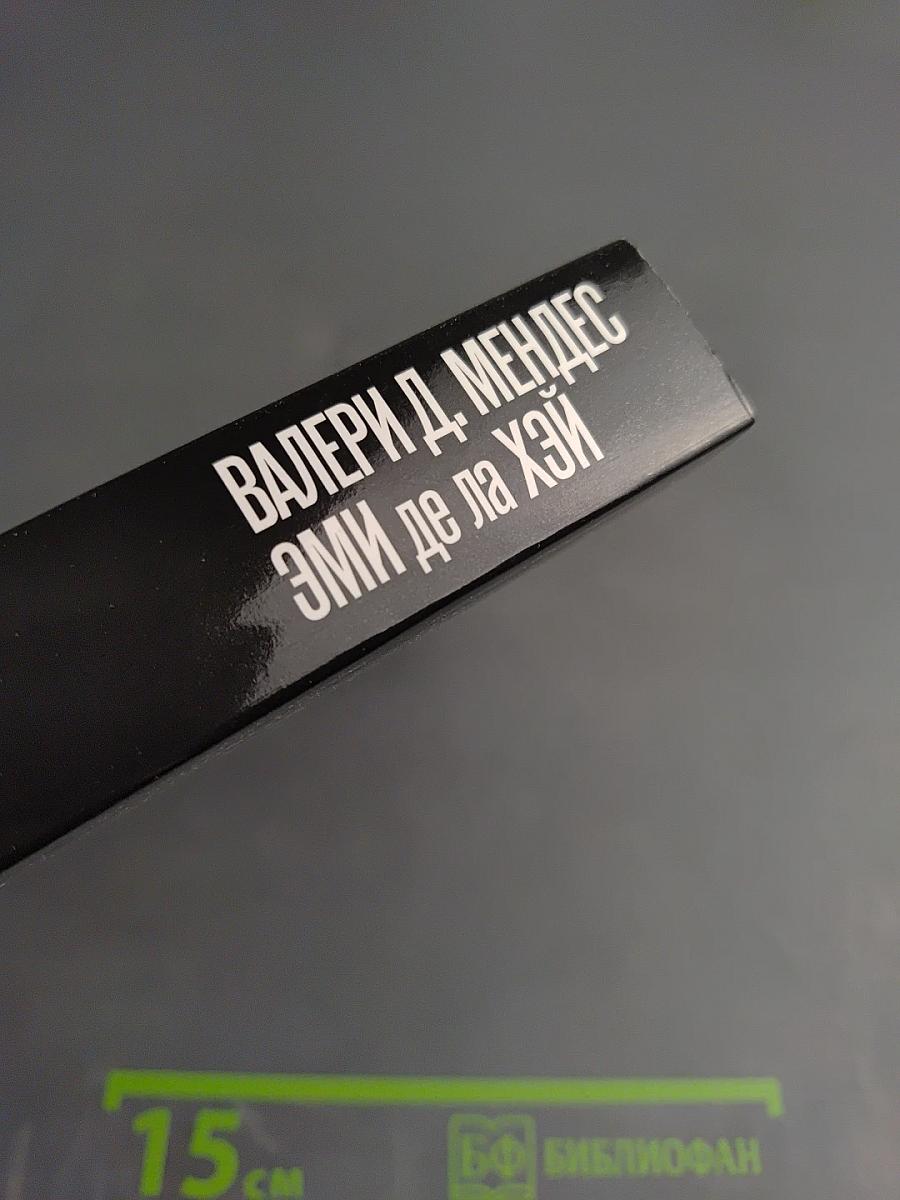 ВАЛЕРИ Д. МЕНДЕС
ЭМИ де ла ХЭЙ
15 см
БФ БИБЛИОФАН